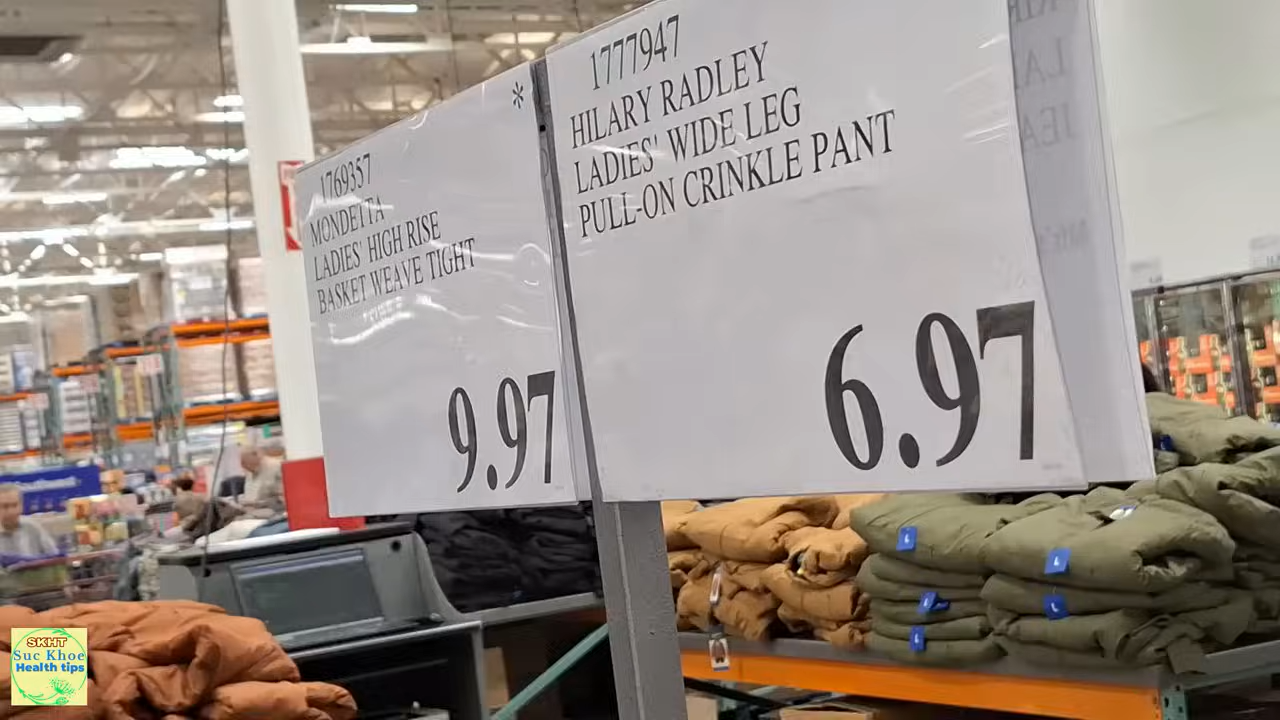 *
1769357
MONDETTA
LADIES' HIGH RISE
BASKET WEAVE TIGHT
9.97
1777947
HILARY RADLEY
LADIES' WIDE LEG
PULL-ON CRINKLE PANT
6.97
L
L
L
L
L
SKHT
Suc Khoe
Health tips